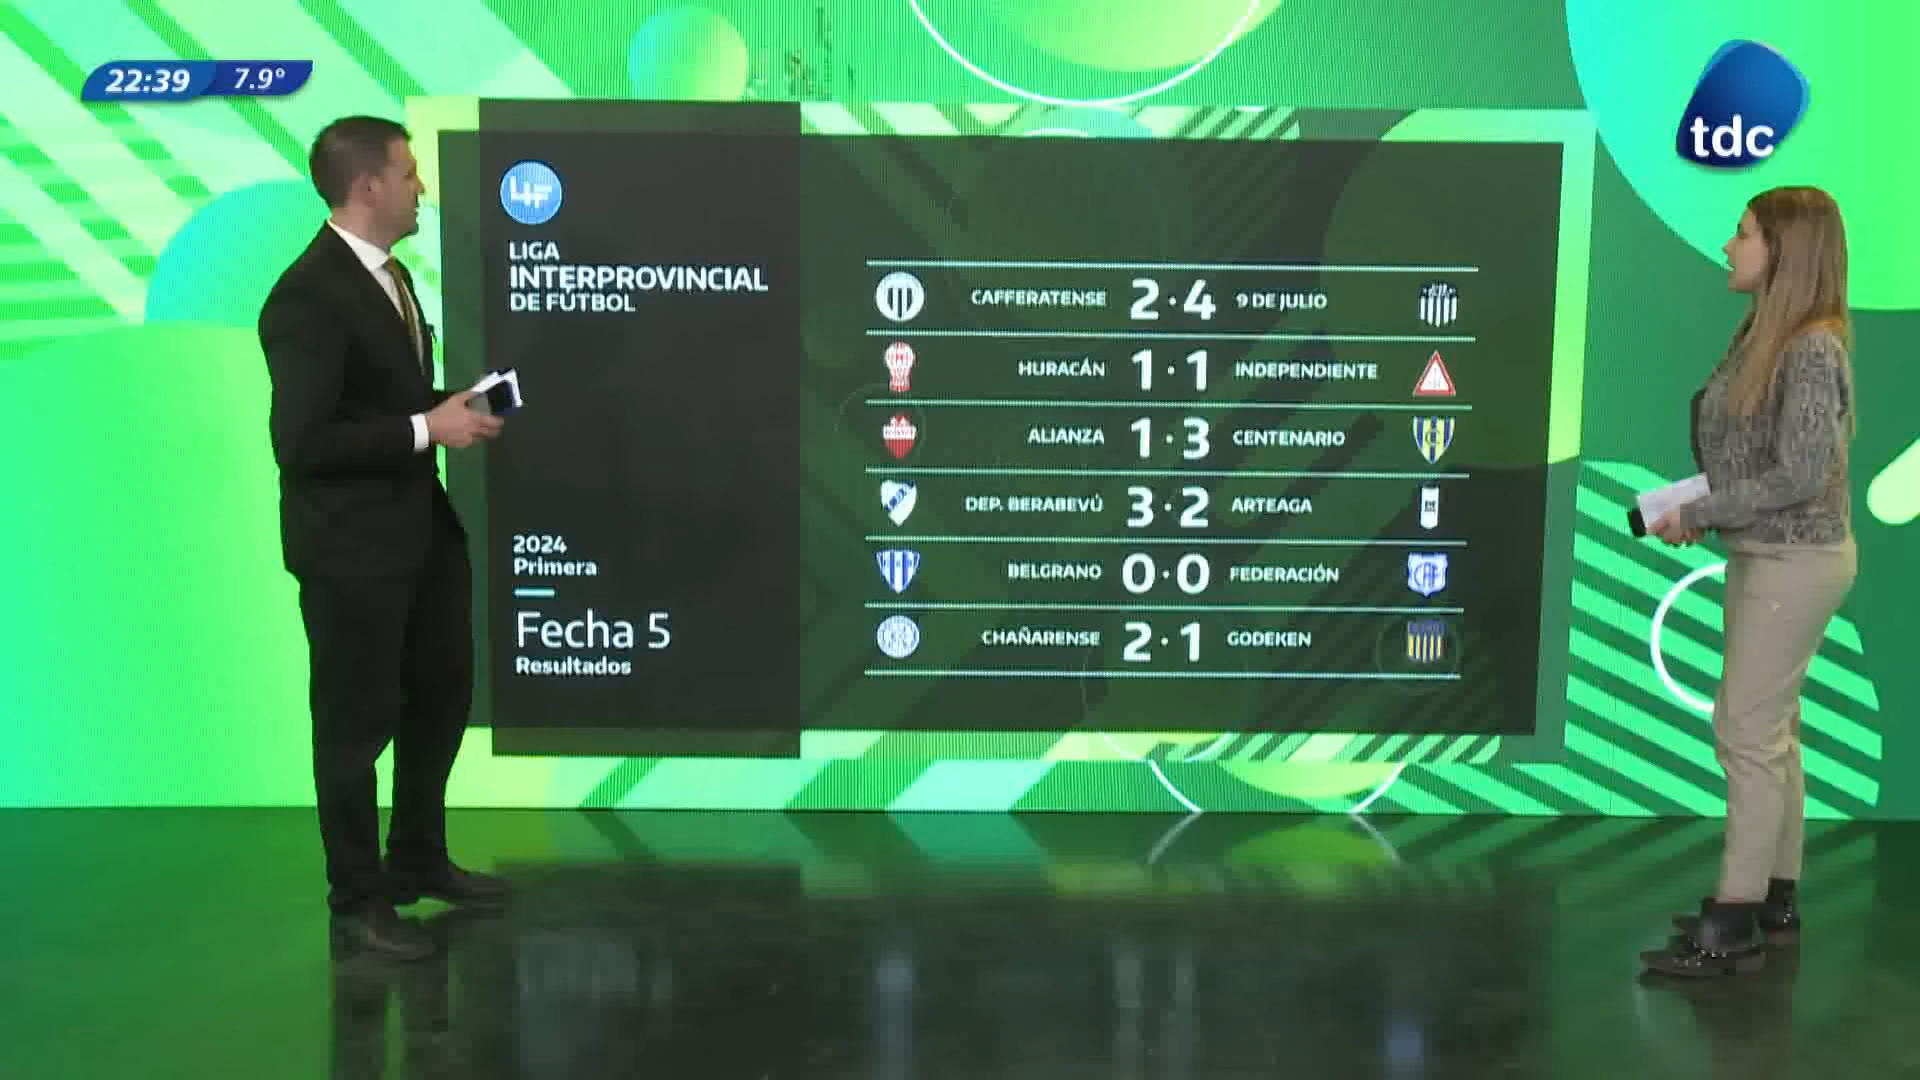 22:39 7.9°
tdc
4F
LIGA
INTERPROVINCIAL
DE FÚTBOL
2024
Primera
Fecha 5
Resultados
CAFFERATENSE 2·4 9 DE JULIO
HURACÁN 1·1 INDEPENDIENTE
ALIANZA 1·3 CENTENARIO
DEP. BERABEVÚ 3·2 ARTEAGA
BELGRANO 0·0 FEDERACIÓN
CAF
CHAÑARENSE 2·1 GODEKEN